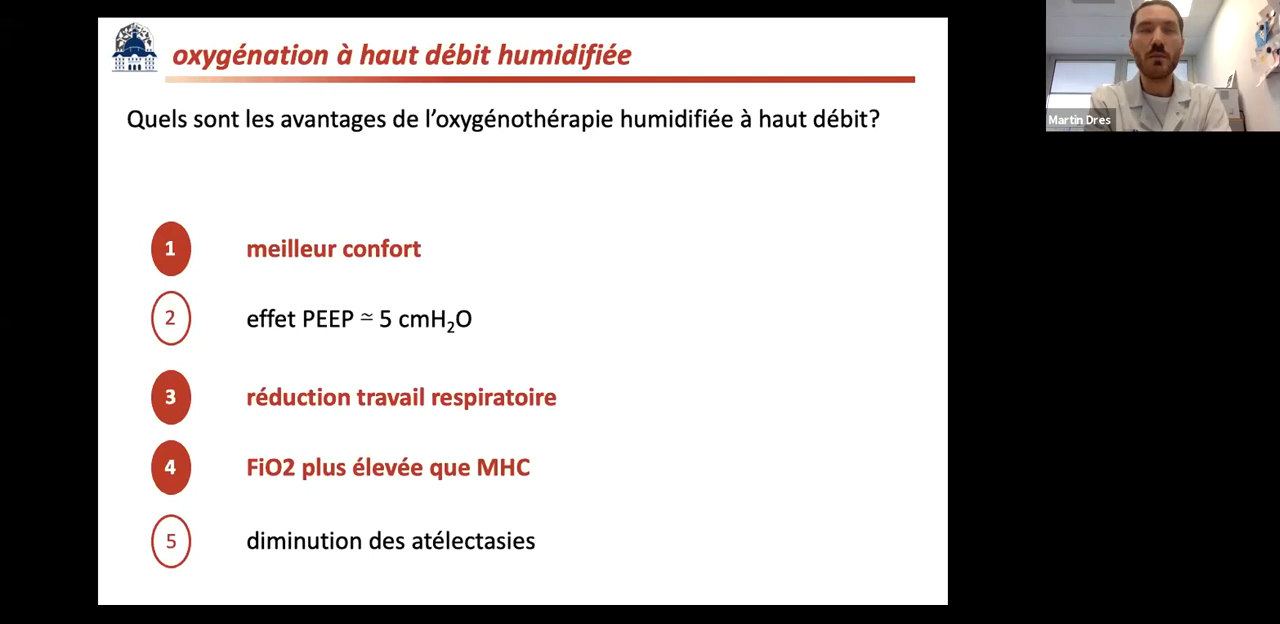 oxygénation à haut débit humidifiée
Quels sont les avantages de l’oxygénothérapie humidifiée à haut débit?
1 meilleur confort
2 effet PEEP ≃ 5 cmH₂O
3 réduction travail respiratoire
4 FiO2 plus élevée que MHC
5 diminution des atélectasies
Martin Dres